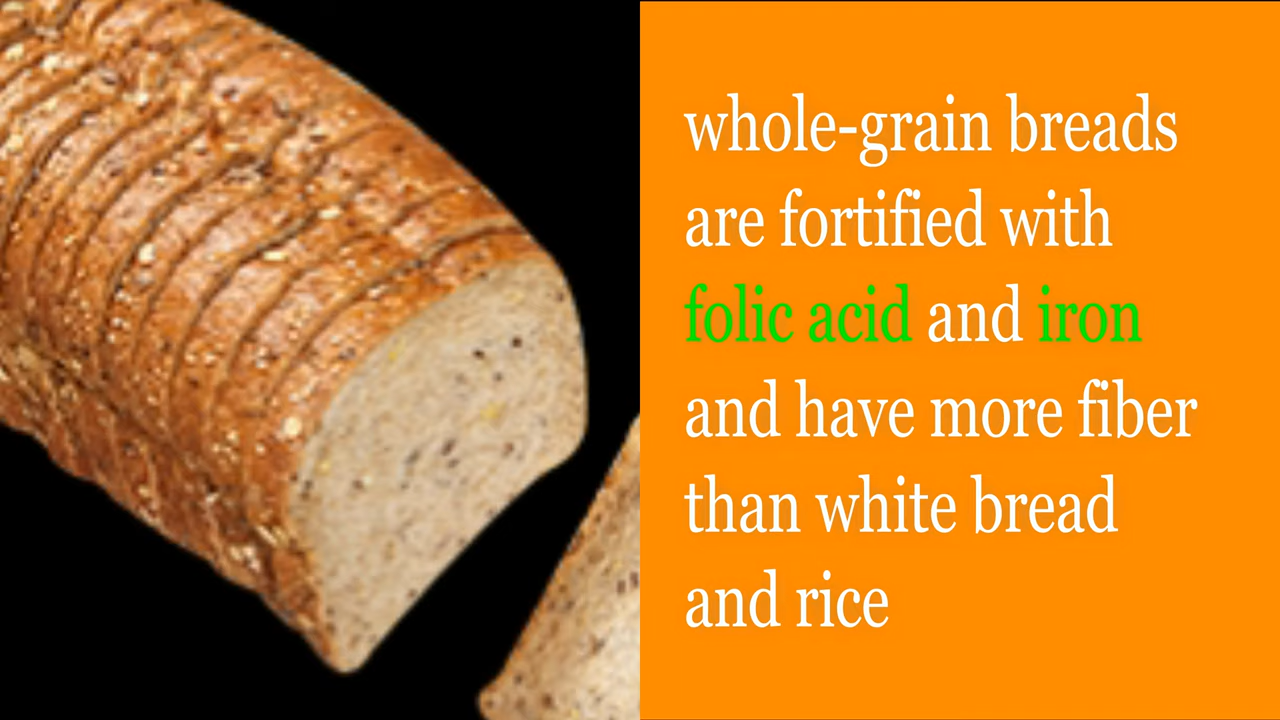 whole-grain breads
are fortified with
folic acid and iron
and have more fiber
than white bread
and rice